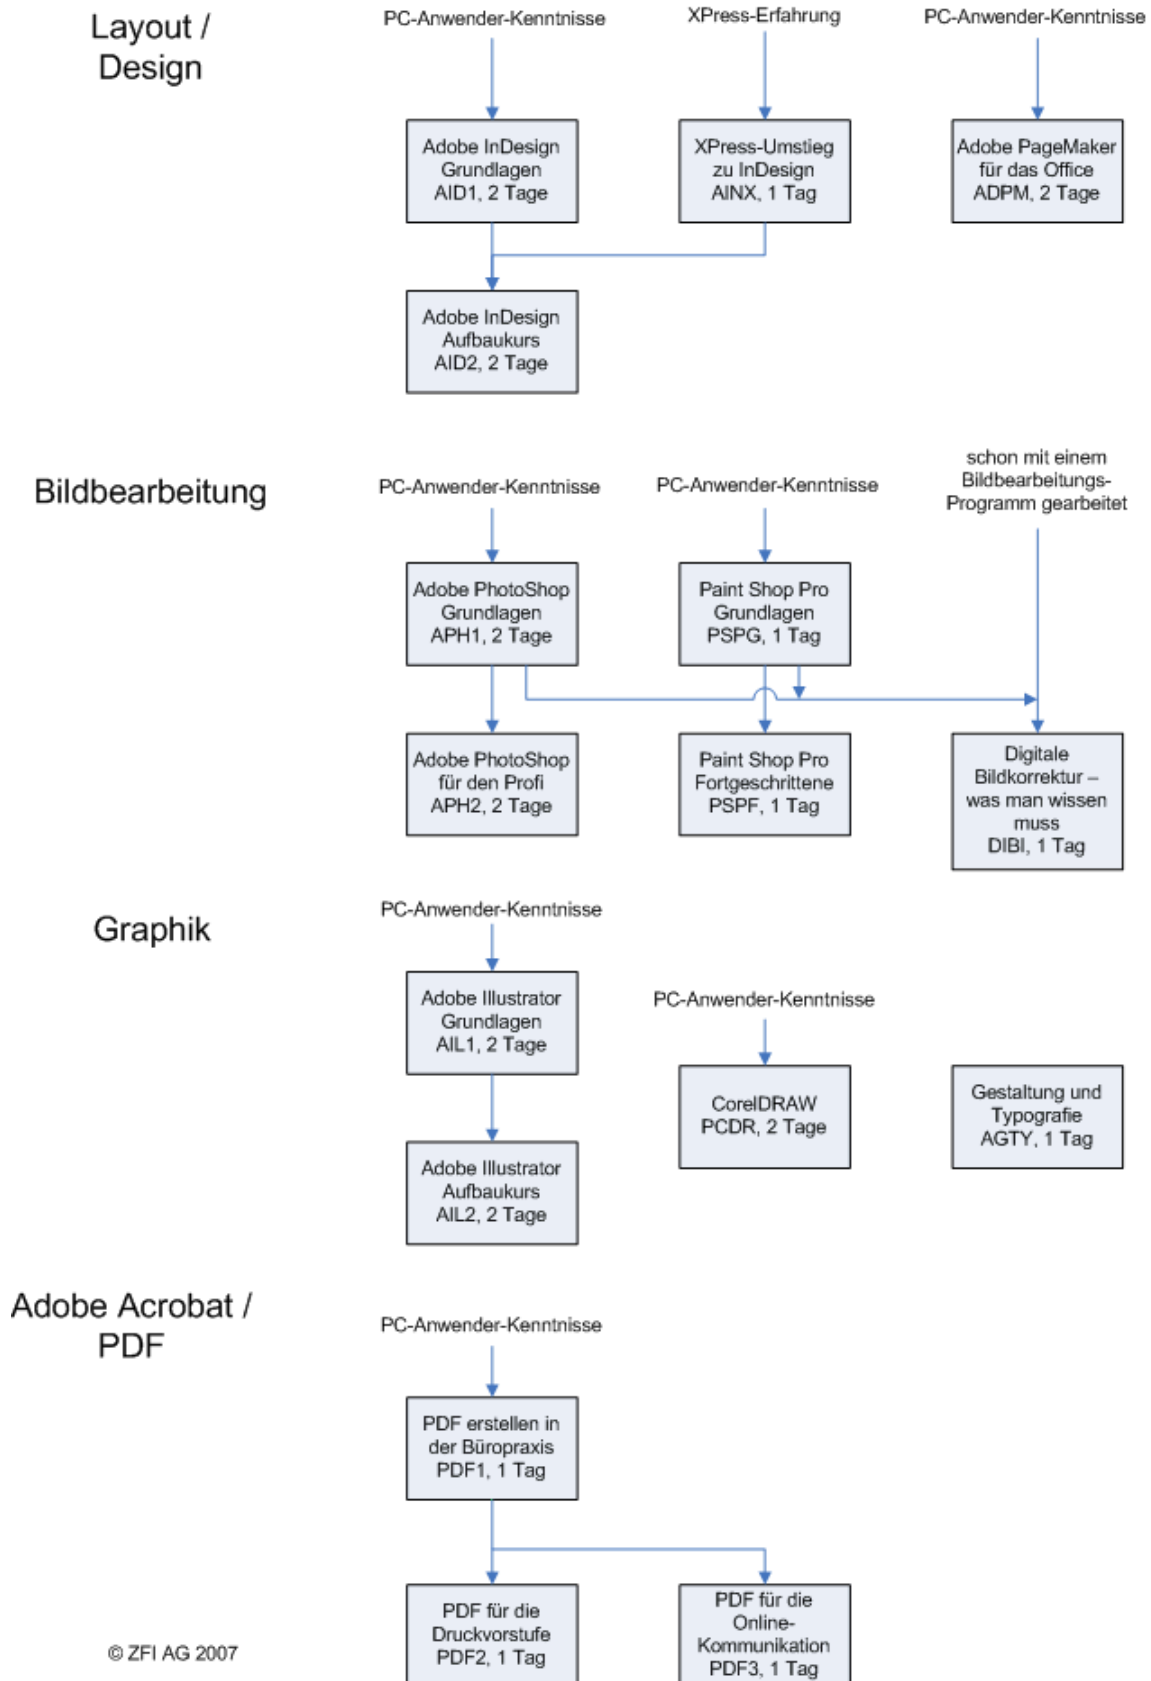 Layout /
Design
PC-Anwender-Kenntnisse
XPress-Erfahrung
PC-Anwender-Kenntnisse
Adobe InDesign
Grundlagen
AID1, 2 Tage
XPress-Umstieg
zu InDesign
AINX, 1 Tag
Adobe PageMaker
für das Office
ADPM, 2 Tage
Adobe InDesign
Aufbaukurs
AID2, 2 Tage
Bildbearbeitung
PC-Anwender-Kenntnisse
PC-Anwender-Kenntnisse
schon mit einem
Bildbearbeitungs-
Programm gearbeitet
Adobe PhotoShop
Grundlagen
APH1, 2 Tage
Paint Shop Pro
Grundlagen
PSPG, 1 Tag
Adobe PhotoShop
für den Profi
APH2, 2 Tage
Paint Shop Pro
Fortgeschrittene
PSPF, 1 Tag
Digitale
Bildkorrektur –
was man wissen
muss
DIBI, 1 Tag
Graphik
PC-Anwender-Kenntnisse
Adobe Illustrator
Grundlagen
AIL1, 2 Tage
PC-Anwender-Kenntnisse
CorelDRAW
PCDR, 2 Tage
Gestaltung und
Typografie
AGTY, 1 Tag
Adobe Illustrator
Aufbaukurs
AIL2, 2 Tage
Adobe Acrobat /
PDF
PC-Anwender-Kenntnisse
PDF erstellen in
der Büropraxis
PDF1, 1 Tag
PDF für die
Druckvorstufe
PDF2, 1 Tag
PDF für die
Online-
Kommunikation
PDF3, 1 Tag
© ZFI AG 2007